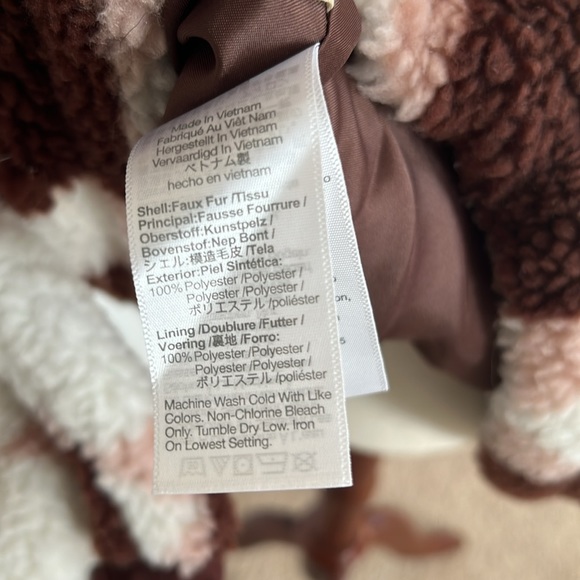 Made In Vietnam
Fabriqué Au Viêt Nam
Hergestellt In Vietnam
Vervaardigd In Vietnam
ベトナム製
hecho en vietnam
Shell:Faux Fur /Tissu
Principal:Fausse Fourrure /
Oberstoff:Kunstpelz /
Bovenstof:Nep Bont /
シェル:模造毛皮 /Tela
Exterior:Piel Sintética:
100% Polyester /Polyester /
Polyester /Polyester /
ポリエステル /poliéster
Lining /Doublure /Futter /
Voering /裏地 /Forro:
100% Polyester /Polyester /
Polyester /Polyester /
ポリエステル /poliéster
Machine Wash Cold With Like
Colors. Non-Chlorine Bleach
Only. Tumble Dry Low. Iron
On Lowest Setting.